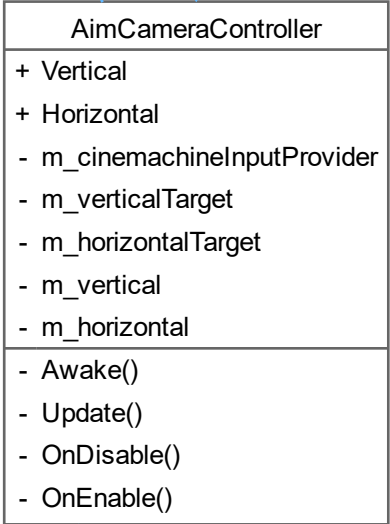 AimCameraController
+ Vertical
+ Horizontal
- m_cinemachineInputProvider
- m_verticalTarget
- m_horizontalTarget
- m_vertical
- m_horizontal
- Awake()
- Update()
- OnDisable()
- OnEnable()